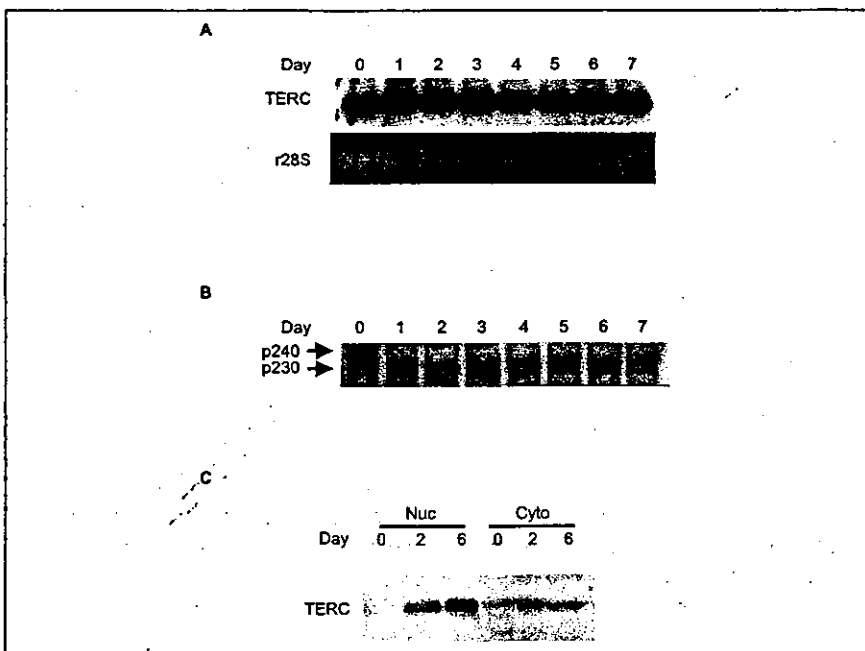 A
Day 0 1 2 3 4 5 6 7
TERC
r28S
B
Day 0 1 2 3 4 5 6 7
p240
p230
C
Nuc Cyto
Day 0 2 6 0 2 6
TERC